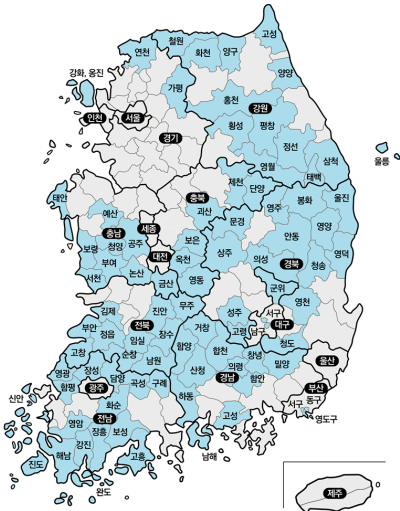 고성
철원
연천
화천
양구
양양
강화, 옹진
가평
홍천
강원
인천
서울
횡성
평창
경기
정선
삼척
울릉
영월
태백
제천
단양
태안
충북
괴산
영주
봉화
울진
예산
문경
충남
세종
안동
영양
보령
청양
공주
보은
대전
상주
의성
경북
청송
영덕
부여
옥천
서천
논산
금산
영동
군위
무주
영천
김제
진안
성주
서구
부안
전북
거창
고령
남구
대구
정읍
임실
장수
함양
합천
청도
고창
순창
남원
창녕
밀양
울산
영광
장성
담양
곡성
구례
산청
의령
경남
함안
함평
광주
신안
하동
부산
서구
동구
화순
영암
전남
고성
영도구
장흥
보성
강진
진도
해남
고흥
남해
완도
제주